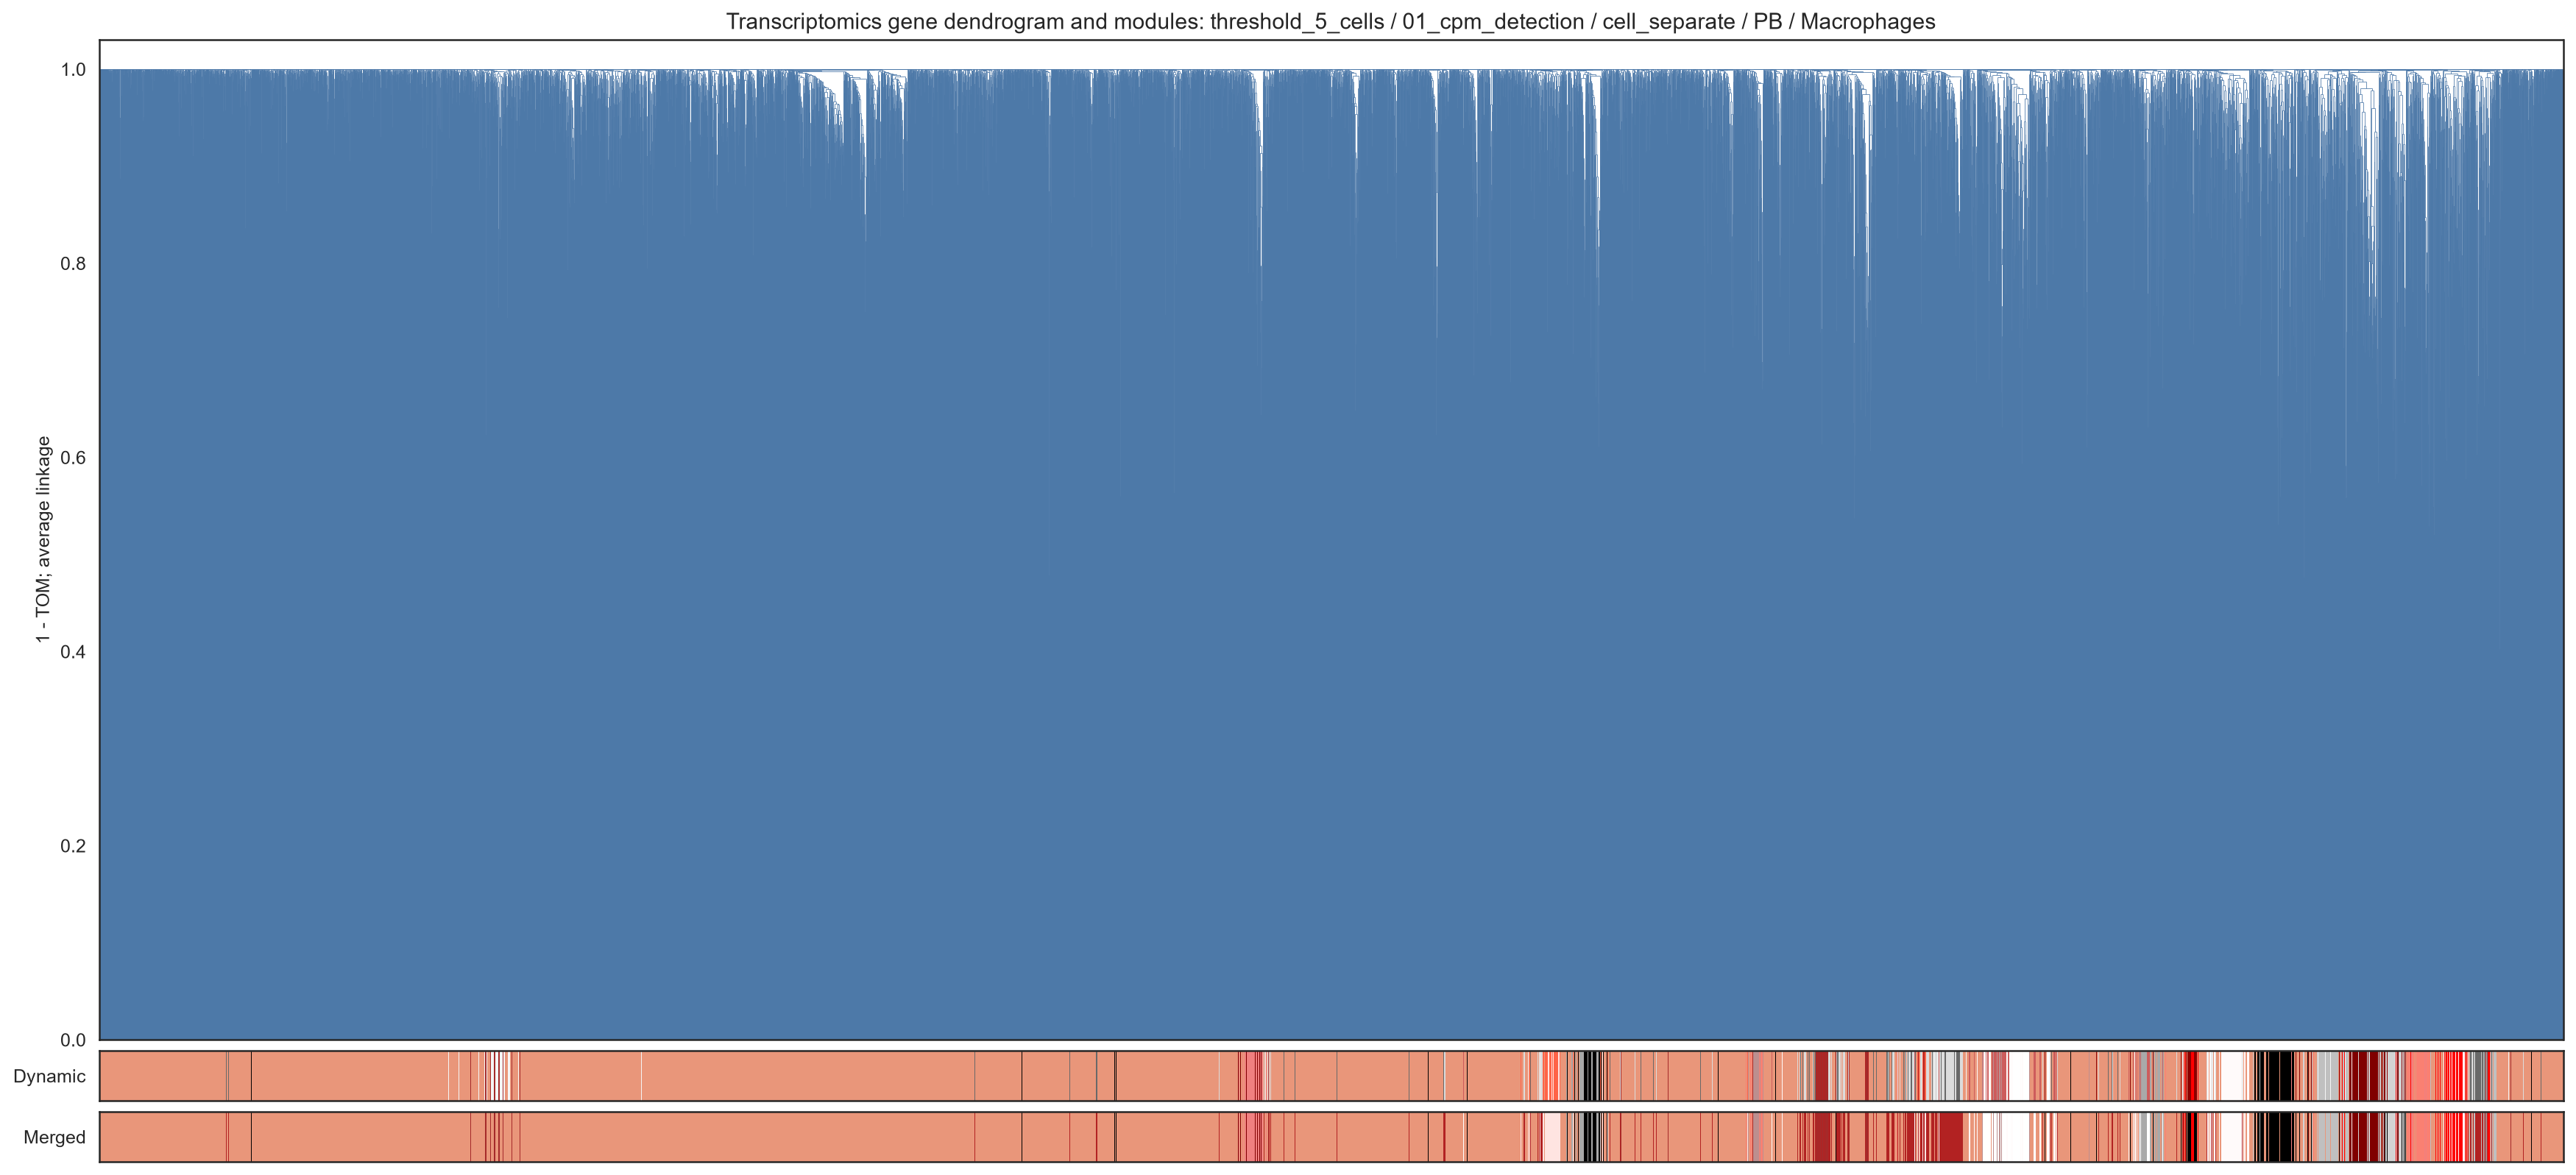 Transcriptomics gene dendrogram and modules: threshold_5_cells / 01_cpm_detection / cell_separate / PB / Macrophages
1.0
0.8
0.6
0.4
0.2
0.0
1 - TOM; average linkage
Dynamic
Merged